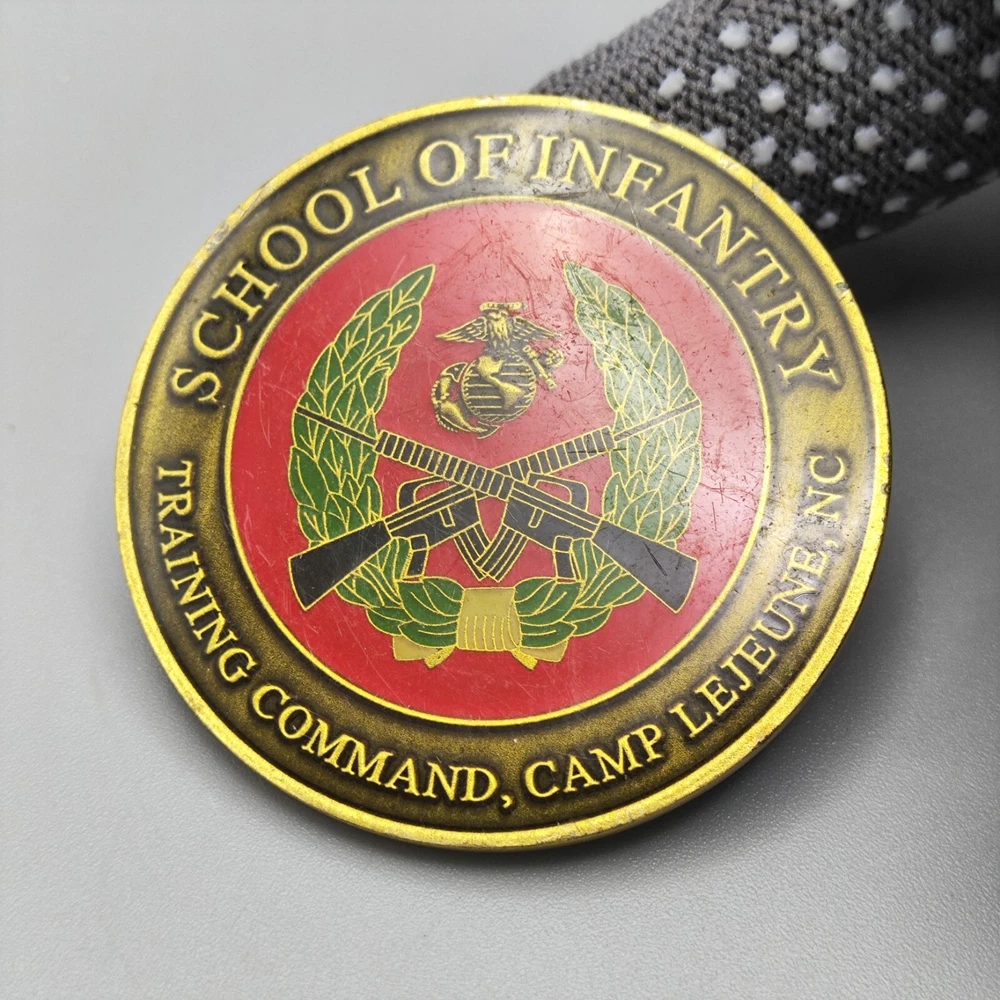 SCHOOL OF INFANTRY
TRAINING COMMAND, CAMP LEJEUNE, NC